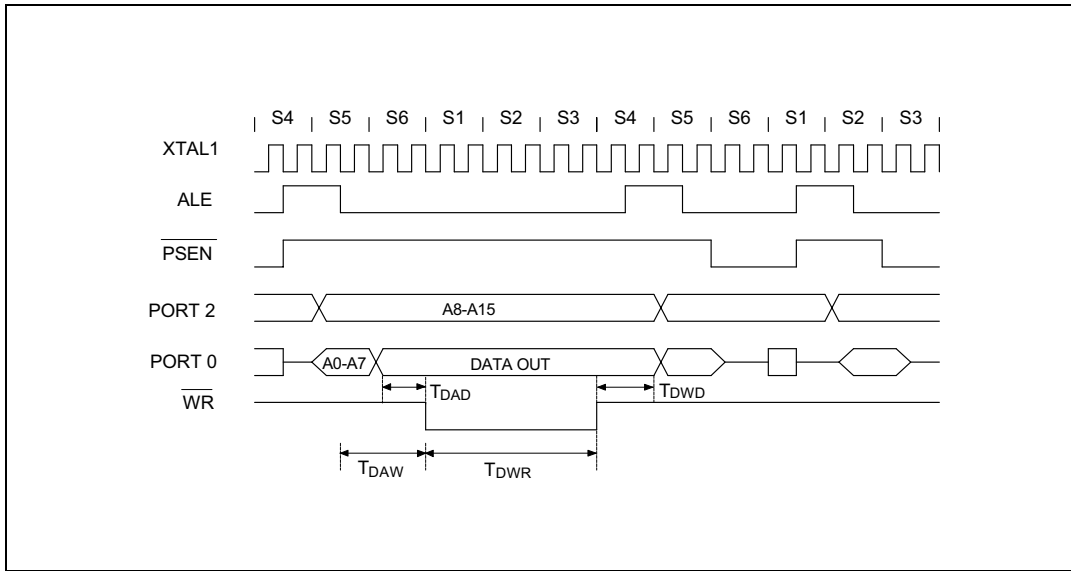 S4 S5 S6 S1 S2 S3 S4 S5 S6 S1 S2 S3
XTAL1
ALE
PSEN
PORT 2 A8-A15
PORT 0 A0-A7 DATA OUT
TDAD TDWD
WR
TDAW TDWR